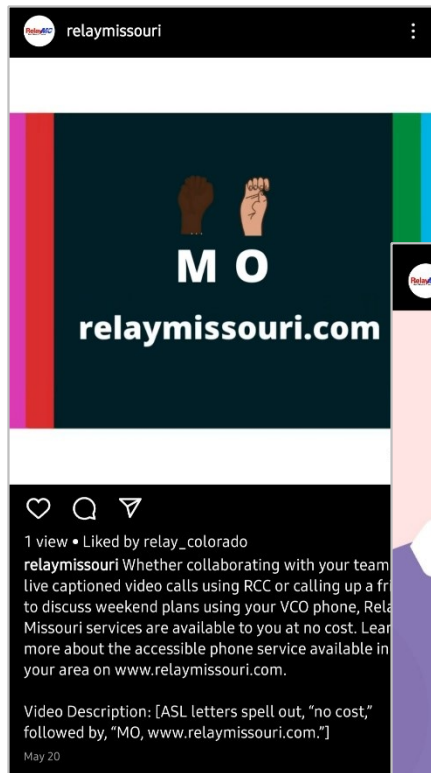 relaymissouri
M O
relaymissouri.com
1 view • Liked by relay_colorado
relaymissouri Whether collaborating with your team
live captioned video calls using RCC or calling up a
to discuss weekend plans using your VCO phone,
Missouri services are available to you at no cost.
more about the accessible phone service available in
your area on www.relaymissouri.com.
Video Description: [ASL letters spell out, “no cost,”
followed by, “MO, www.relaymissouri.com.”]
May 20